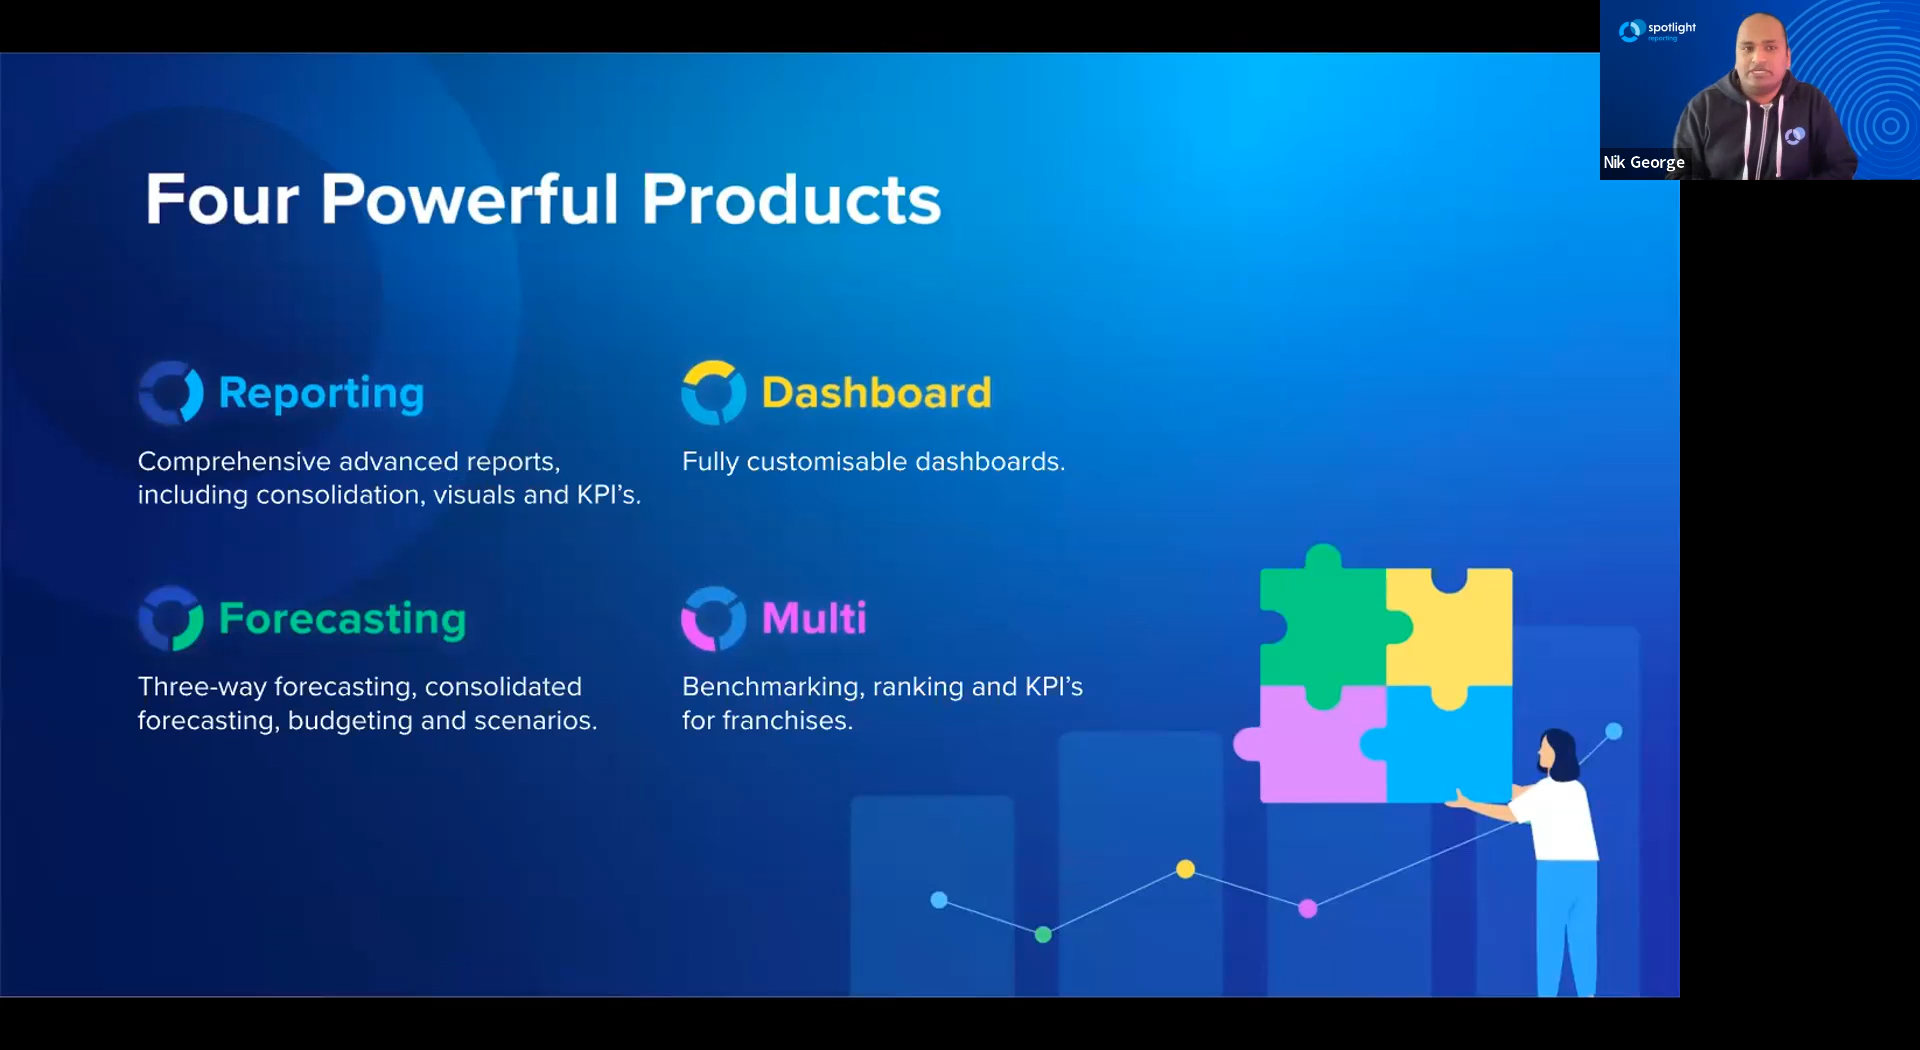 spotlight
reporting
Nik George
Four Powerful Products
Reporting
Comprehensive advanced reports,
including consolidation, visuals and KPI’s.
Dashboard
Fully customisable dashboards.
Forecasting
Three-way forecasting, consolidated
forecasting, budgeting and scenarios.
Multi
Benchmarking, ranking and KPI’s
for franchises.